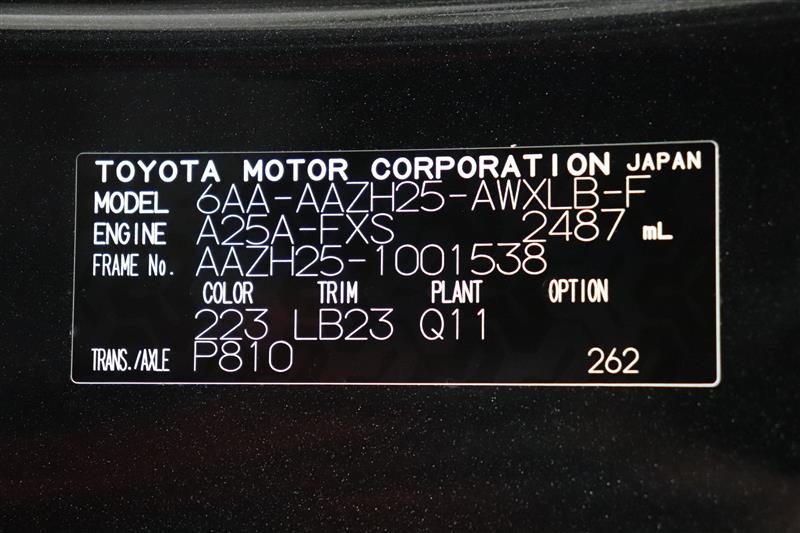 TOYOTA MOTOR CORPORATION JAPAN
MODEL 6AA-AAZH25-AWXLB-F
ENGINE A25A-FXS 2487 mL
FRAME No. AAZH25-1001538
COLOR TRIM PLANT OPTION
223 LB23 Q11
TRANS./AXLE P810 262